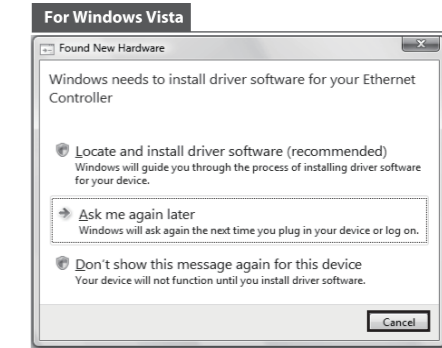 For Windows Vista
Found New Hardware
Windows needs to install driver software for your Ethernet
Controller
Locate and install driver software (recommended)
Windows will guide you through the process of installing driver software
for your device.
Ask me again later
Windows will ask again the next time you plug in your device or log on.
Don't show this message again for this device
Your device will not function until you install driver software.
Cancel